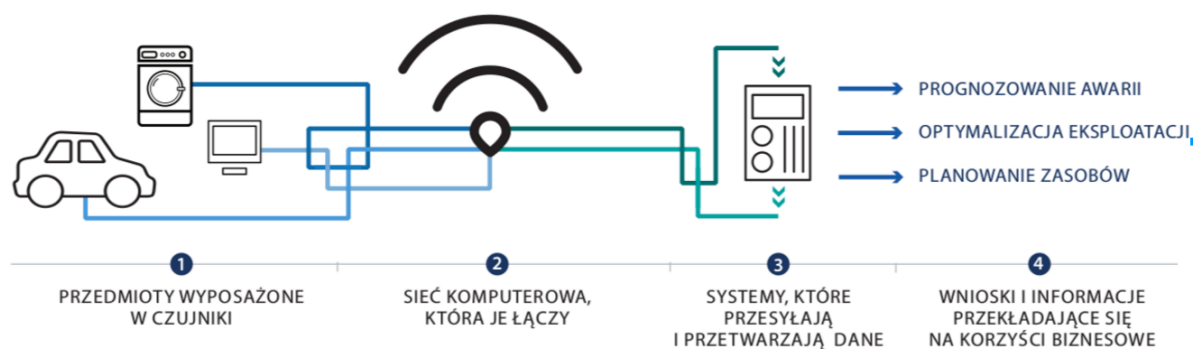 PROGNOZOWANIE AWARII
OPTYMALIZACJA EKSPLOATACJI
PLANOWANIE ZASOBÓW
1
PRZEDMIOTY WYPOSAŻONE
W CZUJNIKI
2
SIEĆ KOMPUTEROWA,
KTÓRA JE ŁĄCZY
3
SYSTEMY, KTÓRE
PRZESYŁAJĄ
I PRZETWARZAJĄ DANE
4
WNIOSKI I INFORMACJE
PRZEKŁADAJĄCE SIĘ
NA KORZYŚCI BIZNESOWE